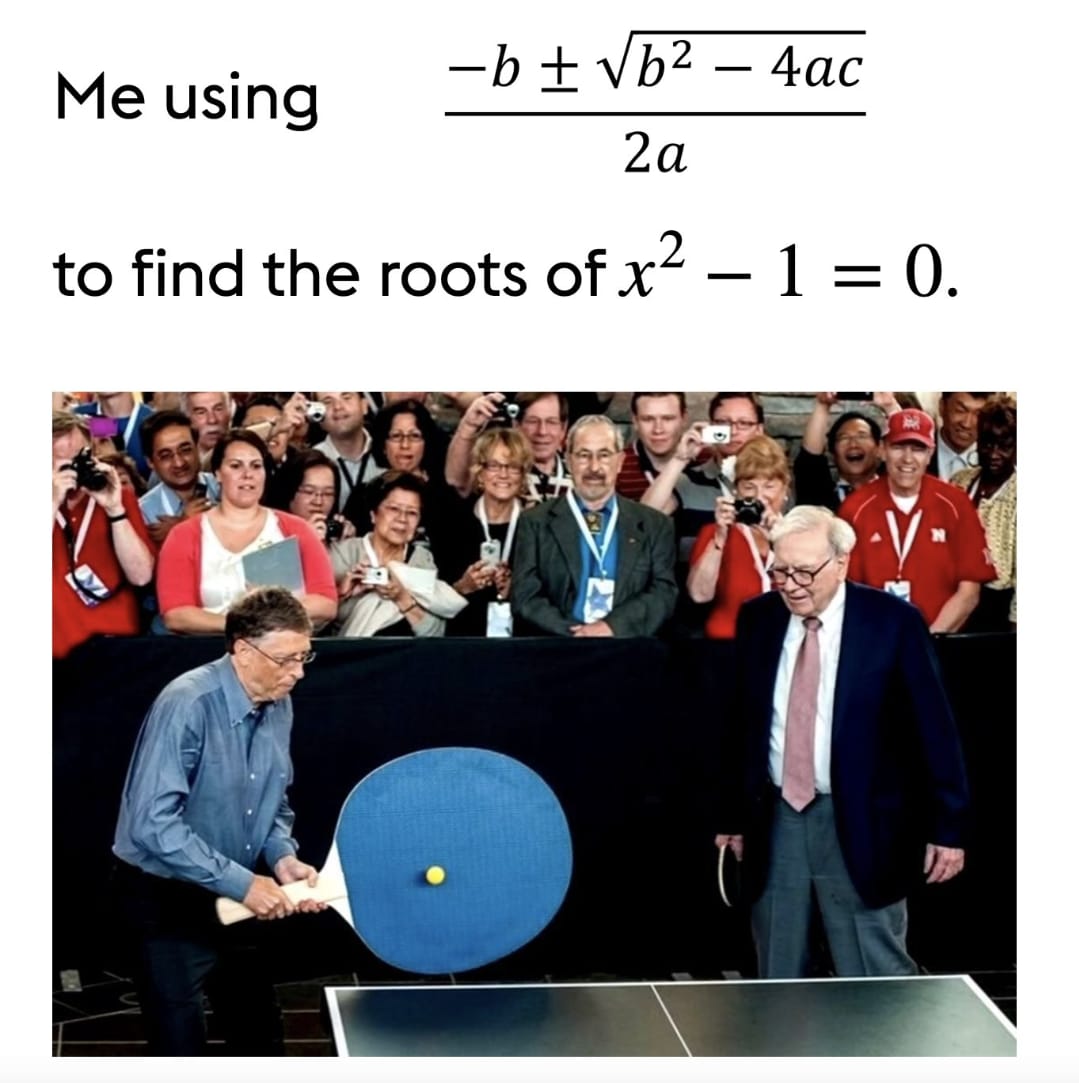 Me using
−b ± √b² − 4ac
2a
to find the roots of x² − 1 = 0.
N